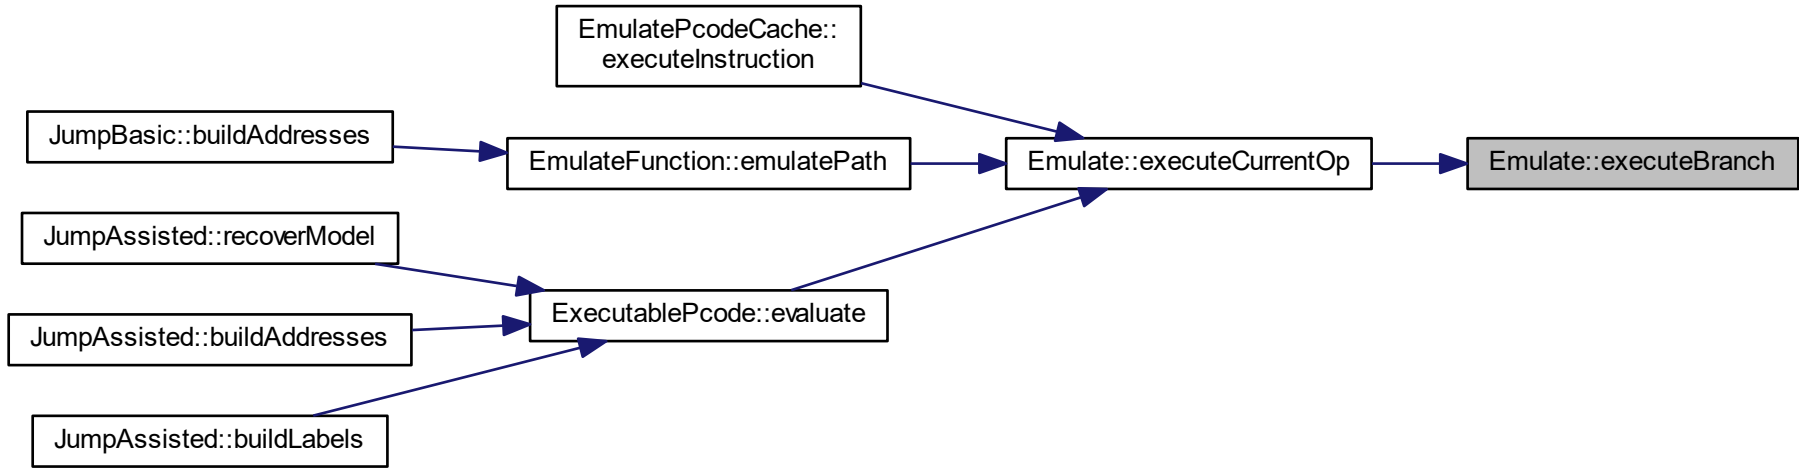 EmulatePcodeCache::
executeInstruction
JumpBasic::buildAddresses
EmulateFunction::emulatePath
Emulate::executeCurrentOp
Emulate::executeBranch
JumpAssisted::recoverModel
ExecutablePcode::evaluate
JumpAssisted::buildAddresses
JumpAssisted::buildLabels